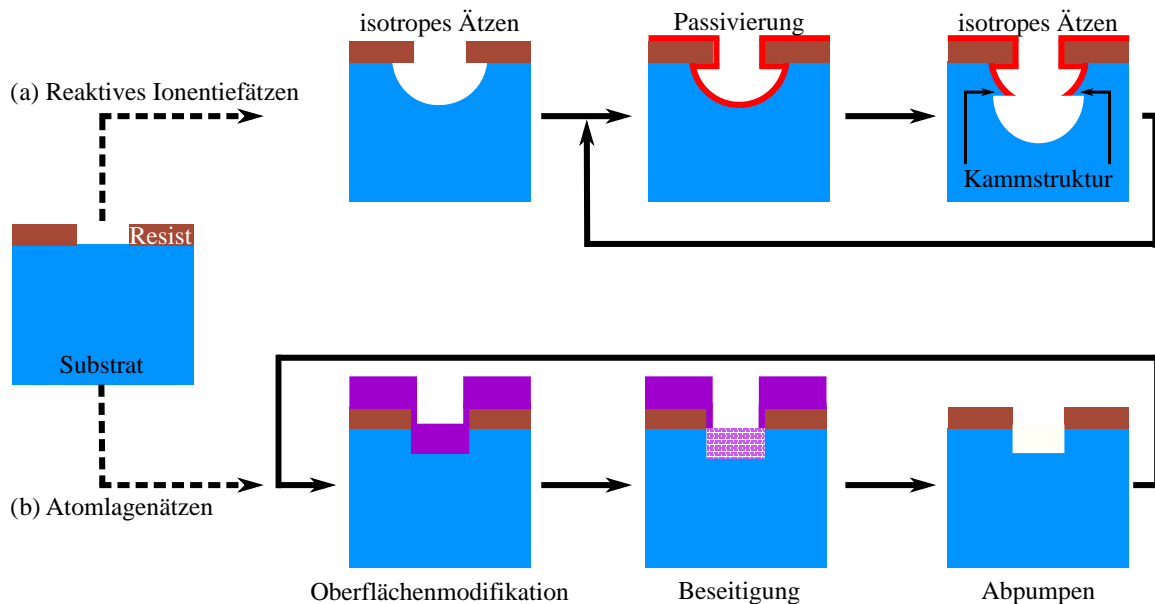 isotropes Ätzen
Passivierung
isotropes Ätzen
(a) Reaktives Ionentiefätzen
Kammstruktur
Resist
Substrat
(b) Atomlagenätzen
Oberflächenmodifikation
Beseitigung
Abpumpen